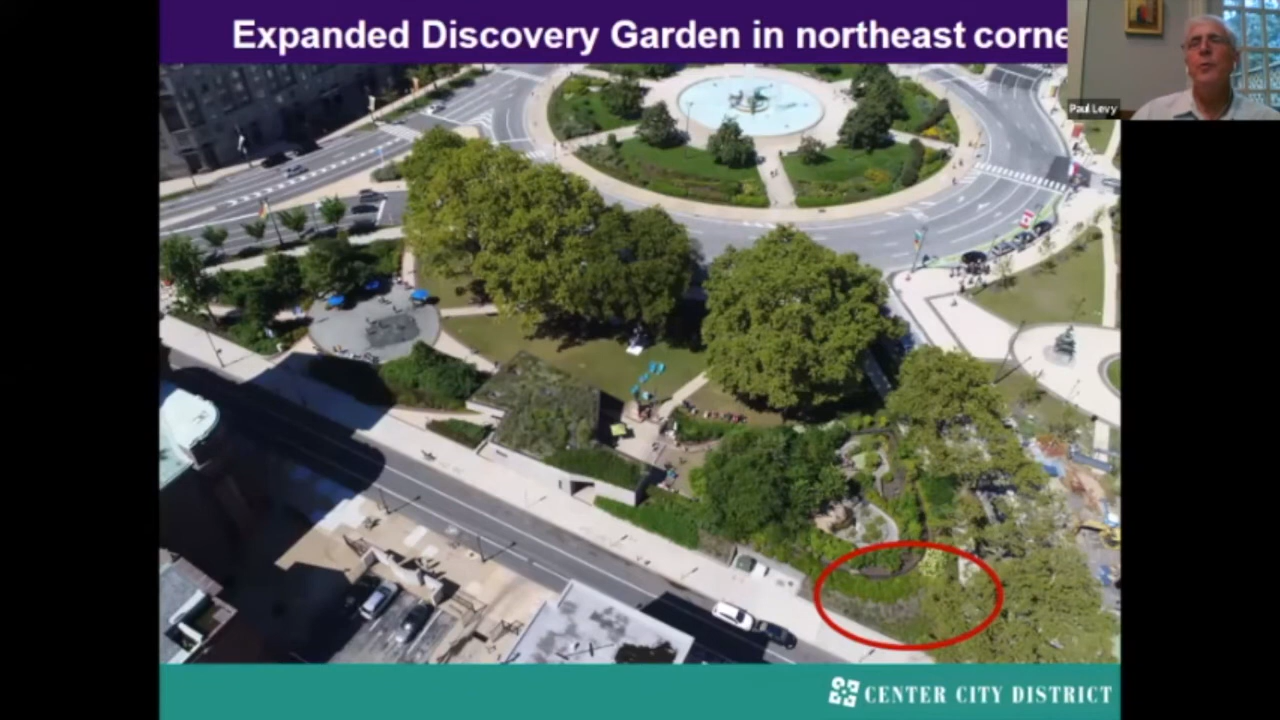 Expanded Discovery Garden in northeast corne
Paul Levy
CENTER CITY DISTRICT